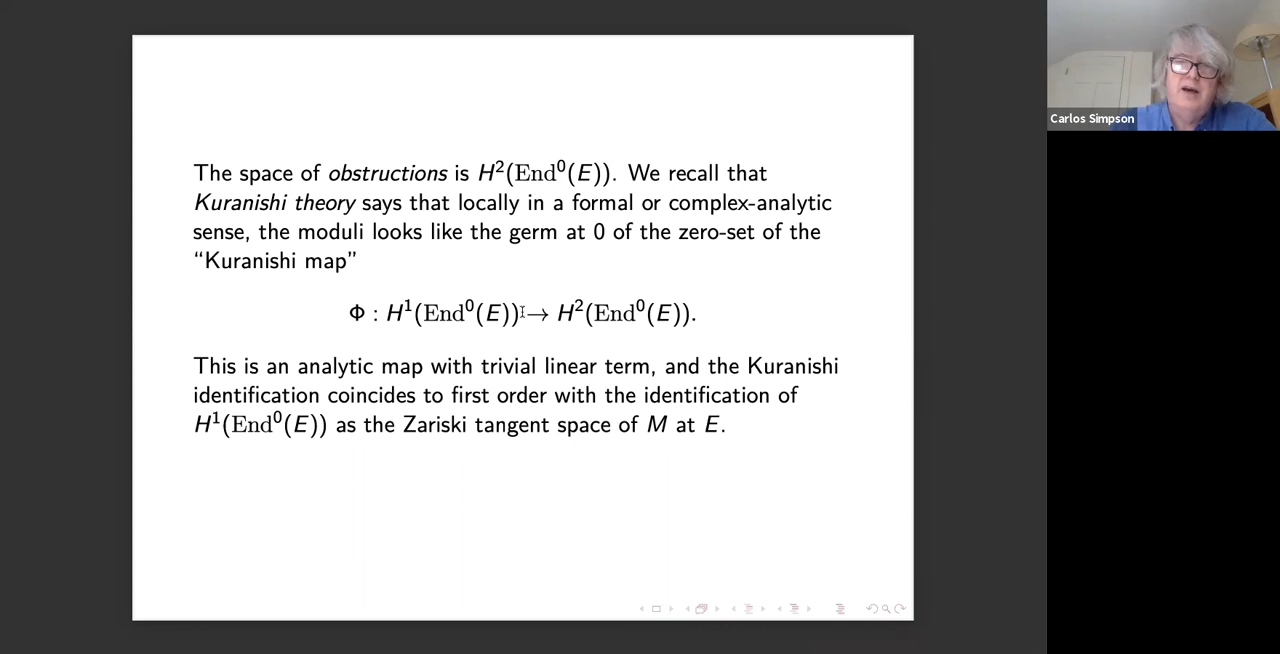 The space of obstructions is H²(End⁰(E)). We recall that
Kuranishi theory says that locally in a formal or complex-analytic
sense, the moduli looks like the germ at 0 of the zero-set of the
“Kuranishi map”
Φ : H¹(End⁰(E)) → H²(End⁰(E)).
This is an analytic map with trivial linear term, and the Kuranishi
identification coincides to first order with the identification of
H¹(End⁰(E)) as the Zariski tangent space of M at E.
Carlos Simpson